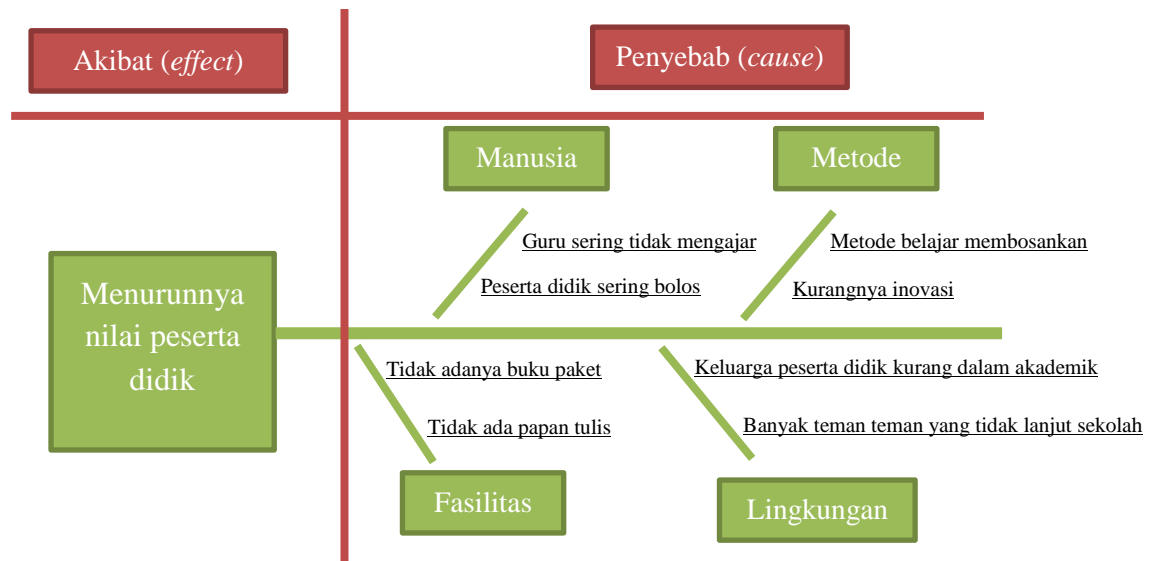 Akibat (effect)
Penyebab (cause)
Manusia
Metode
Guru sering tidak mengajar
Metode belajar membosankan
Peserta didik sering bolos
Kurangnya inovasi
Menurunnya
nilai peserta
didik
Tidak adanya buku paket
Keluarga peserta didik kurang dalam akademik
Tidak ada papan tulis
Banyak teman teman yang tidak lanjut sekolah
Fasilitas
Lingkungan